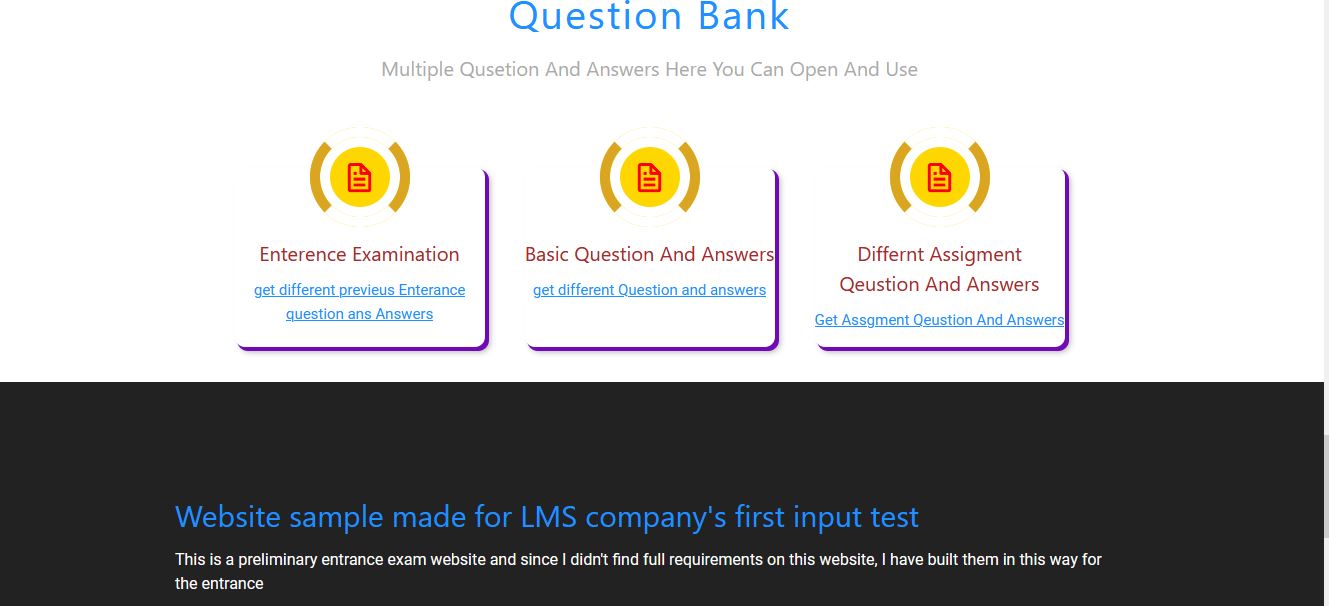 Question Bank
Multiple Qusetion And Answers Here You Can Open And Use
Enterence Examination
get different previeus Enterance
question ans Answers
Basic Question And Answers
get different Question and answers
Differnt Assigment
Qeustion And Answers
Get Assgment Qeustion And Answers
Website sample made for LMS company's first input test
This is a preliminary entrance exam website and since I didn't find full requirements on this website, I have built them in this way for
the entrance